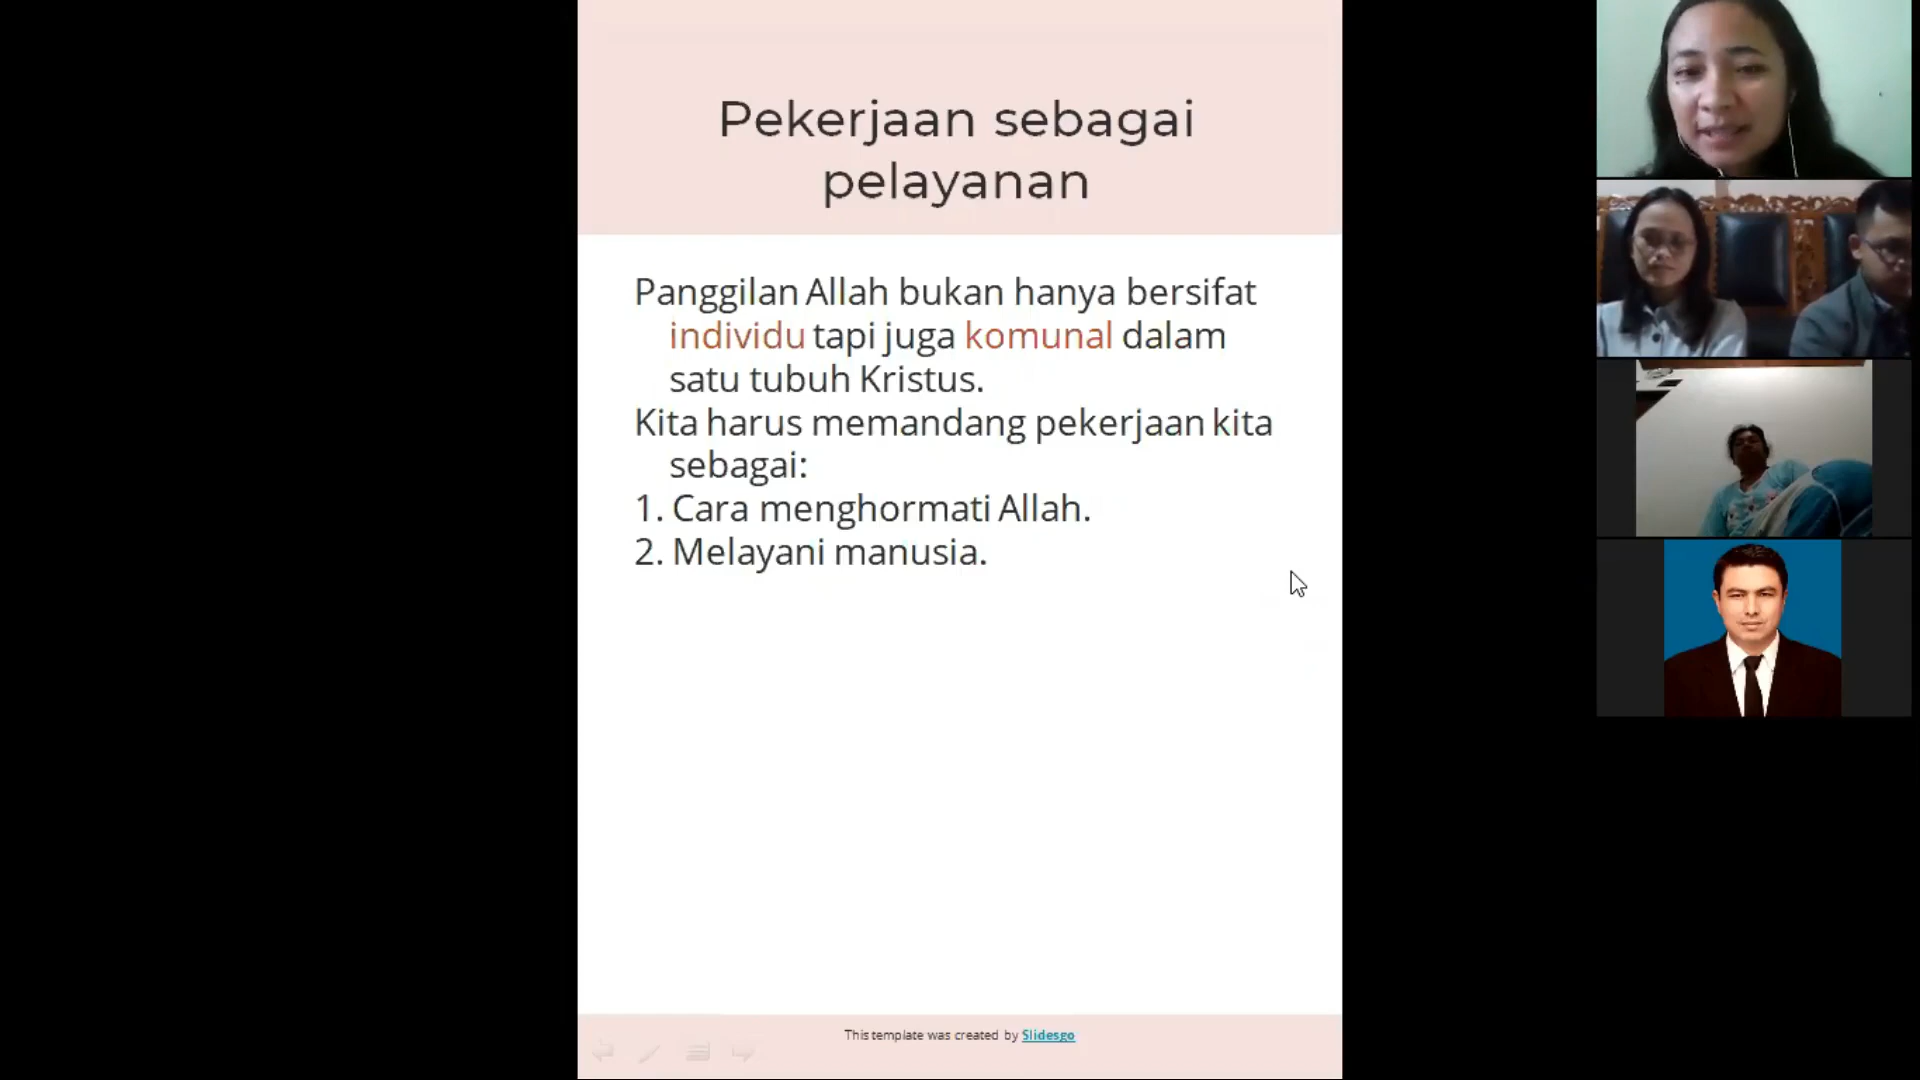 Pekerjaan sebagai
pelayanan
Panggilan Allah bukan hanya bersifat
individu tapi juga komunal dalam
satu tubuh Kristus.
Kita harus memandang pekerjaan kita
sebagai:
1. Cara menghormati Allah.
2. Melayani manusia.
This template was created by Slidesgo